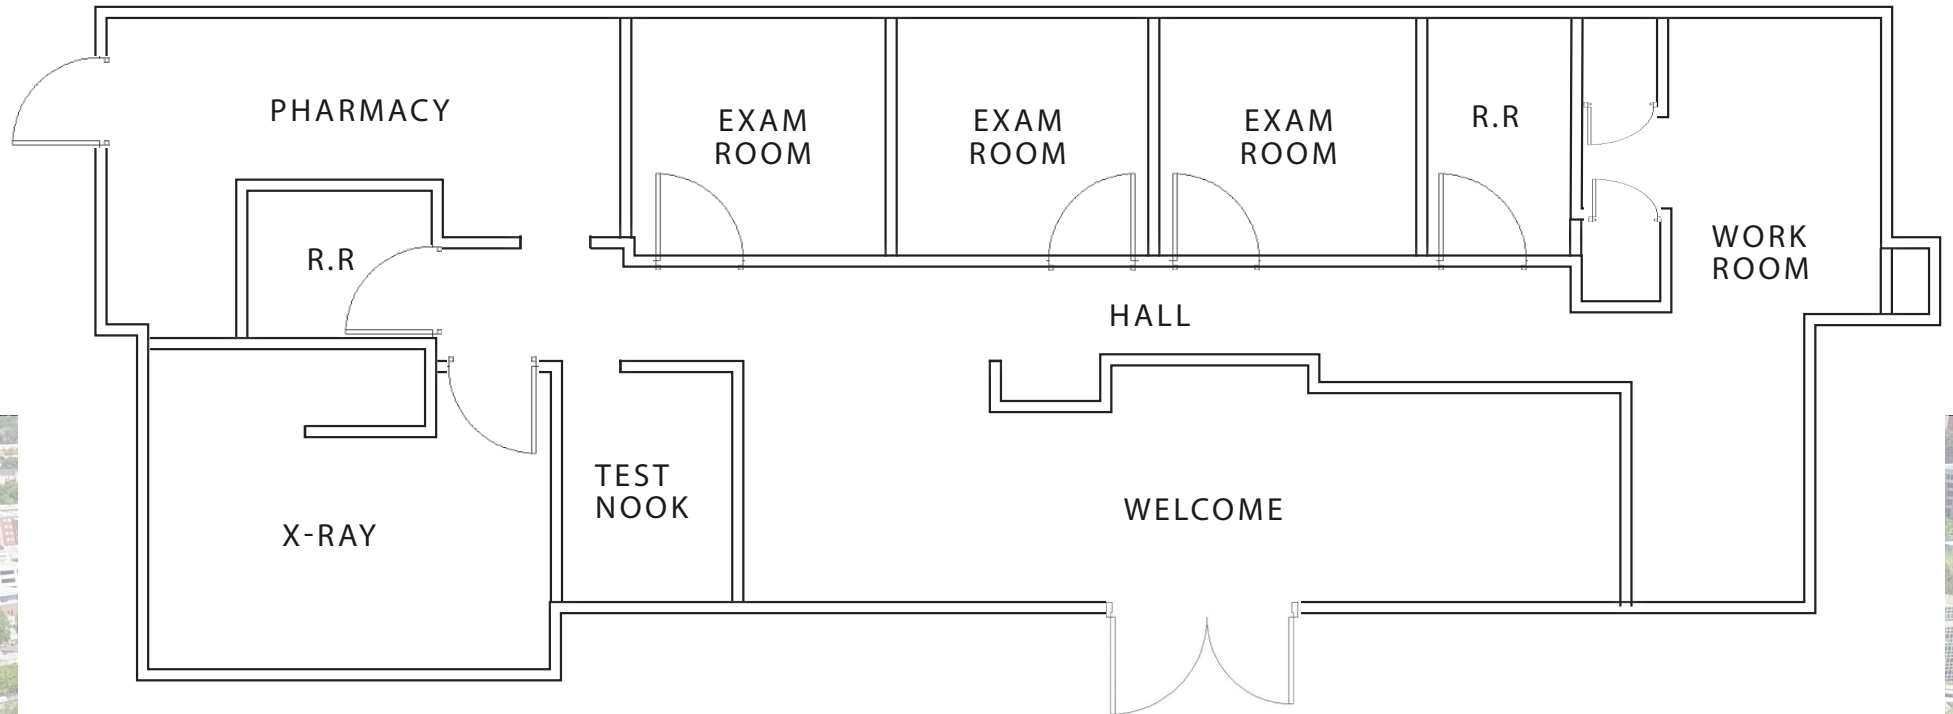 PHARMACY
EXAM
ROOM
EXAM
ROOM
EXAM
ROOM
R.R
R.R
WORK
ROOM
HALL
TEST
NOOK
X-RAY
WELCOME